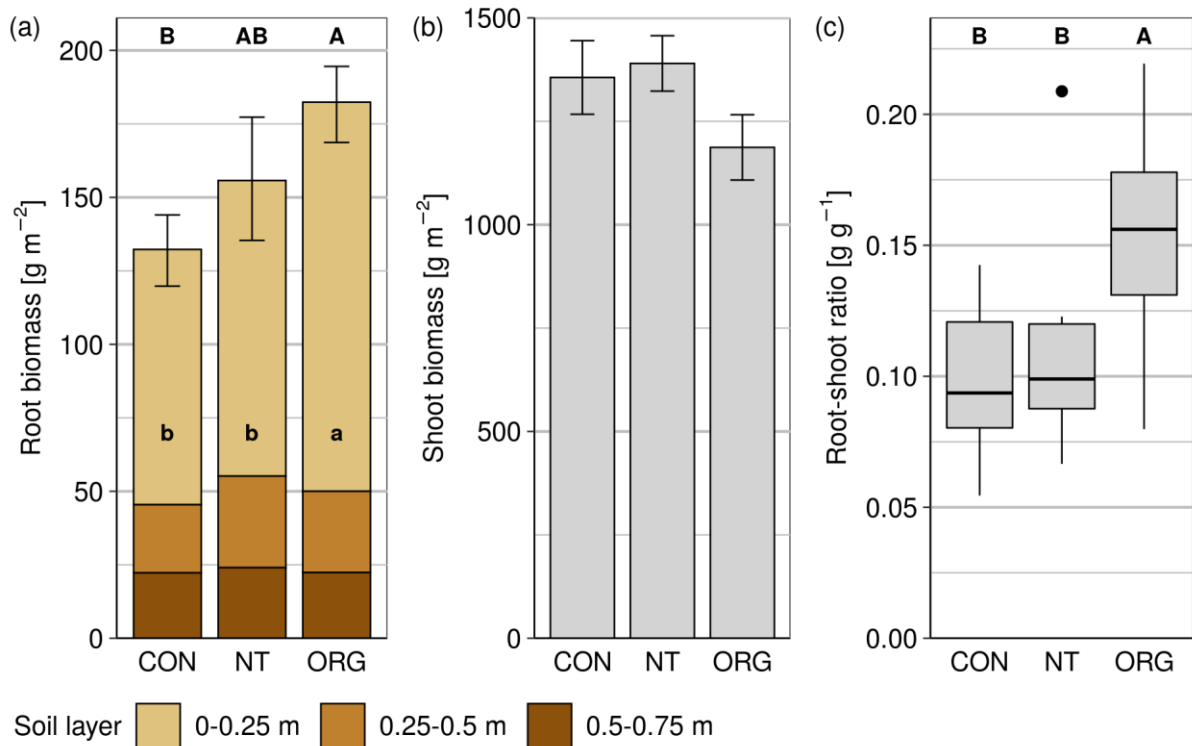 (a)
B AB A
200
150
100
50
0
Root biomass [g m⁻²]
b b a
CON NT ORG
(b)
1500
1000
500
0
Shoot biomass [g m⁻²]
CON NT ORG
(c)
B B A
0.20
0.15
0.10
0.05
0.00
Root-shoot ratio [g g⁻¹]
CON NT ORG
Soil layer 0-0.25 m 0.25-0.5 m 0.5-0.75 m